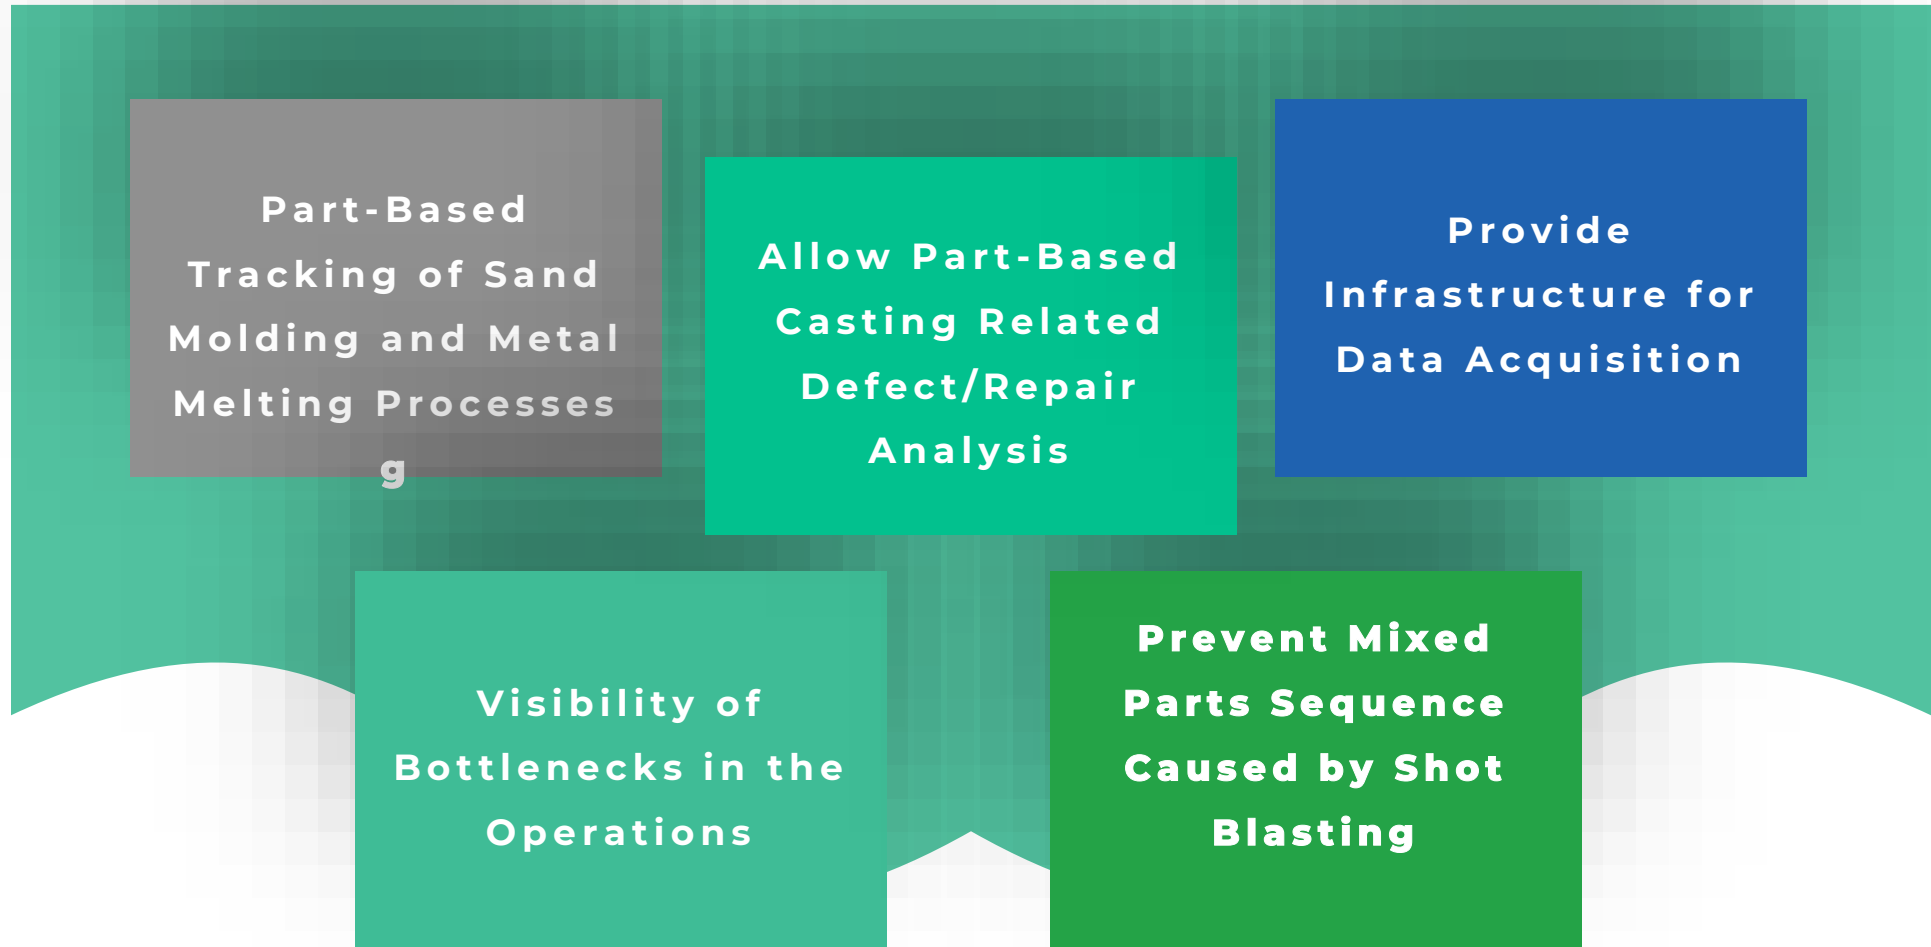 Part-Based
Tracking of Sand
Molding and Metal
Melting Processes
g
Allow Part-Based
Casting Related
Defect/Repair
Analysis
Provide
Infrastructure for
Data Acquisition
Visibility of
Bottlenecks in the
Operations
Prevent Mixed
Parts Sequence
Caused by Shot
Blasting